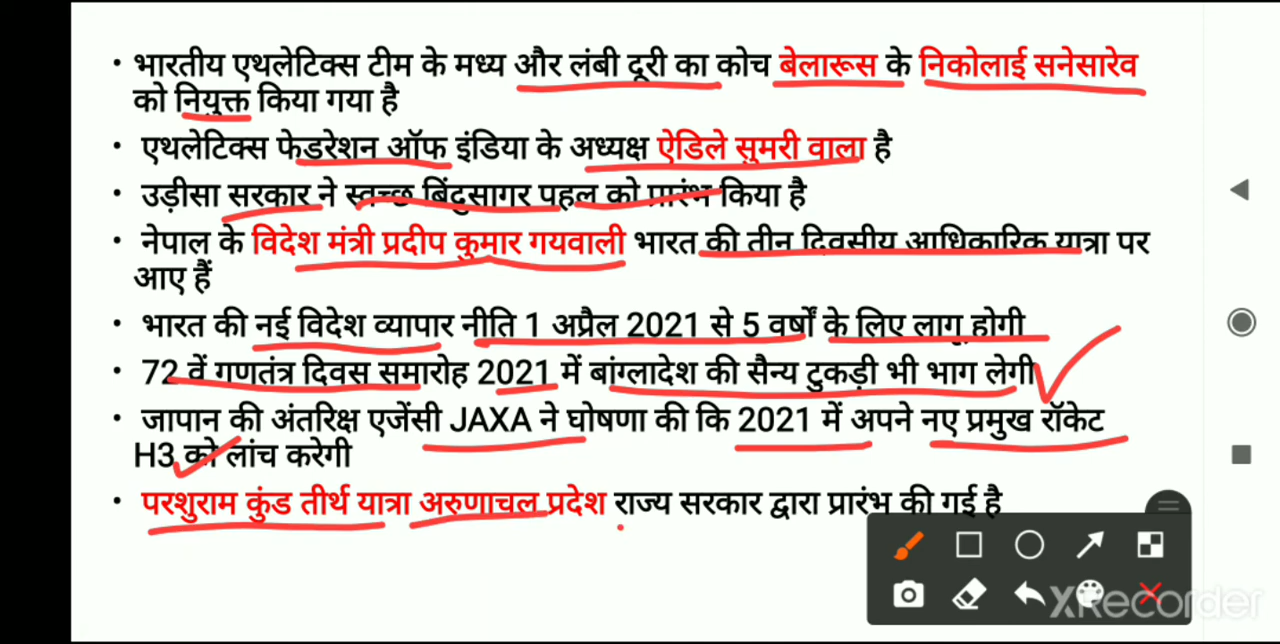 • भारतीय एथलेटिक्स टीम के मध्य और लंबी दूरी का कोच बेलारूस के निकोलाई सनेसारेव
को नियुक्त किया गया है
• एथलेटिक्स फेडरेशन ऑफ इंडिया के अध्यक्ष ऐडिले सुमरी वाला है
• उड़ीसा सरकार ने स्वच्छ बिंदुसागर पहल को प्रारंभ किया है
• नेपाल के विदेश मंत्री प्रदीप कुमार गयवाली भारत की तीन दिवसीय आधिकारिक यात्रा पर
आए हैं
• भारत की नई विदेश व्यापार नीति 1 अप्रैल 2021 से 5 वर्षों के लिए लागू होगी
• 72 वें गणतंत्र दिवस समारोह 2021 में बांग्लादेश की सैन्य टुकड़ी भी भाग लेगी
• जापान की अंतरिक्ष एजेंसी JAXA ने घोषणा की कि 2021 में अपने नए प्रमुख रॉकेट
H3 को लांच करेगी
• परशुराम कुंड तीर्थ यात्रा अरुणाचल प्रदेश राज्य सरकार द्वारा प्रारंभ की गई है
XRecorder